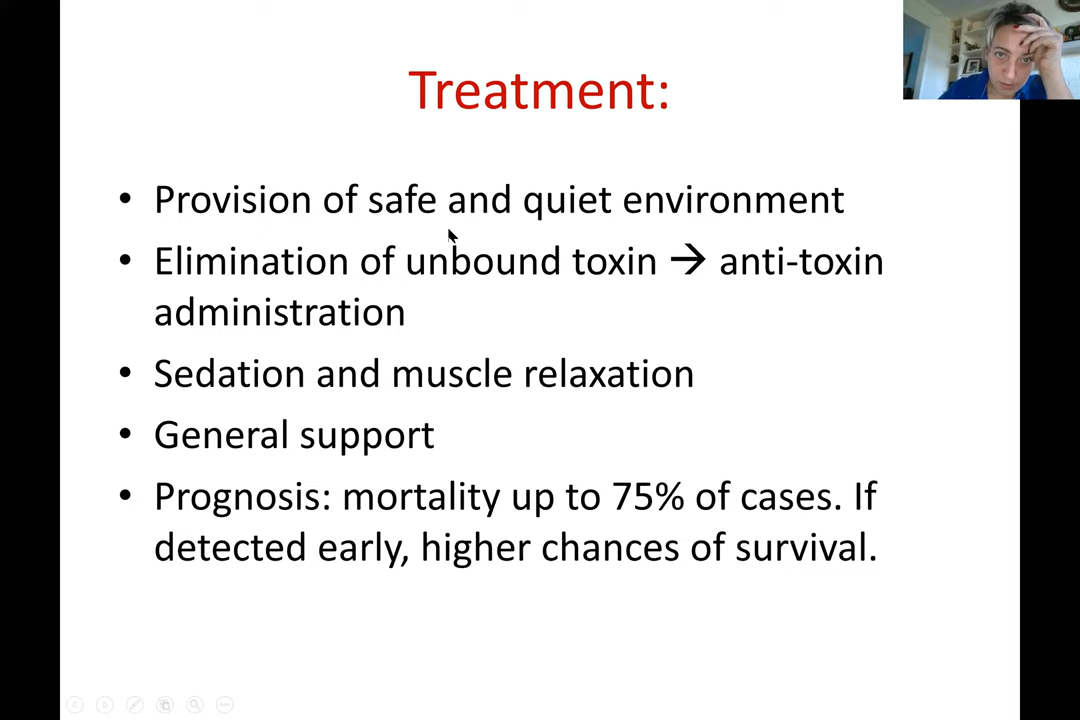 Treatment:
• Provision of safe and quiet environment
• Elimination of unbound toxin → anti-toxin
administration
• Sedation and muscle relaxation
• General support
• Prognosis: mortality up to 75% of cases. If
detected early, higher chances of survival.